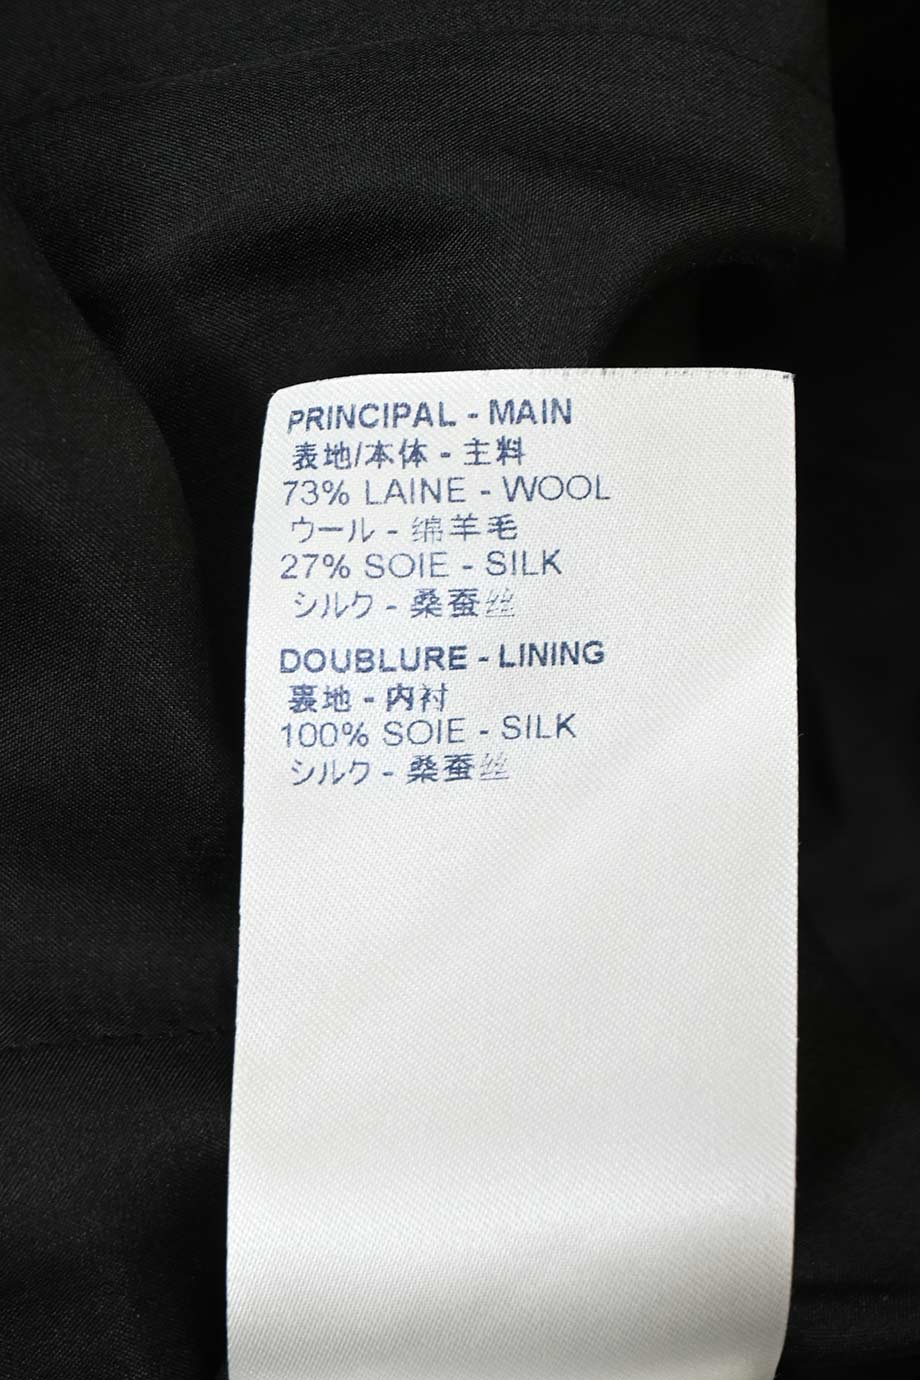 PRINCIPAL - MAIN
表地/本体 - 主料
73% LAINE - WOOL
ウール - 绵羊毛
27% SOIE - SILK
シルク - 桑蚕丝
DOUBLURE - LINING
裏地 - 内衬
100% SOIE - SILK
シルク - 桑蚕丝